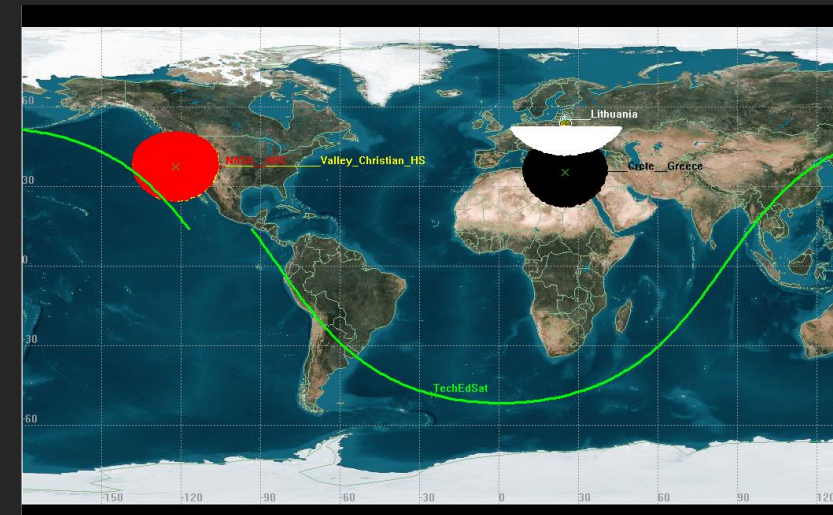 60
Lithuania
NASA_ARC Valley_Christian_HS
Crete__Greece
30
0
30
TechEdSat
60
-150 -120 -90 -60 -30 0 30 60 90 120